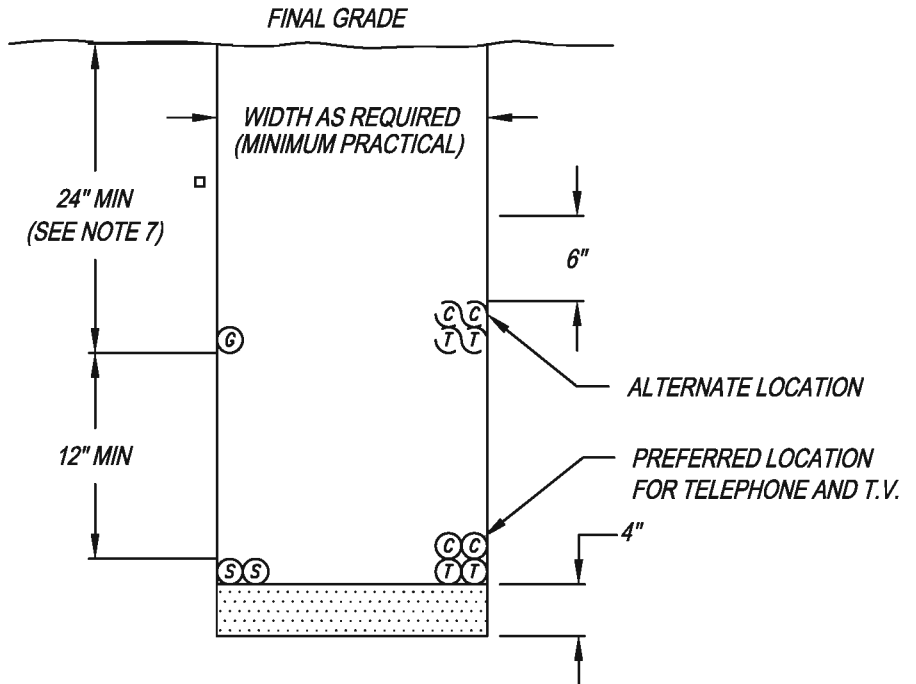 FINAL GRADE
WIDTH AS REQUIRED
(MINIMUM PRACTICAL)
24" MIN
(SEE NOTE 7)
6"
C C
G
T T
ALTERNATE LOCATION
12" MIN
PREFERRED LOCATION
FOR TELEPHONE AND T.V.
4"
C C
S S
T T